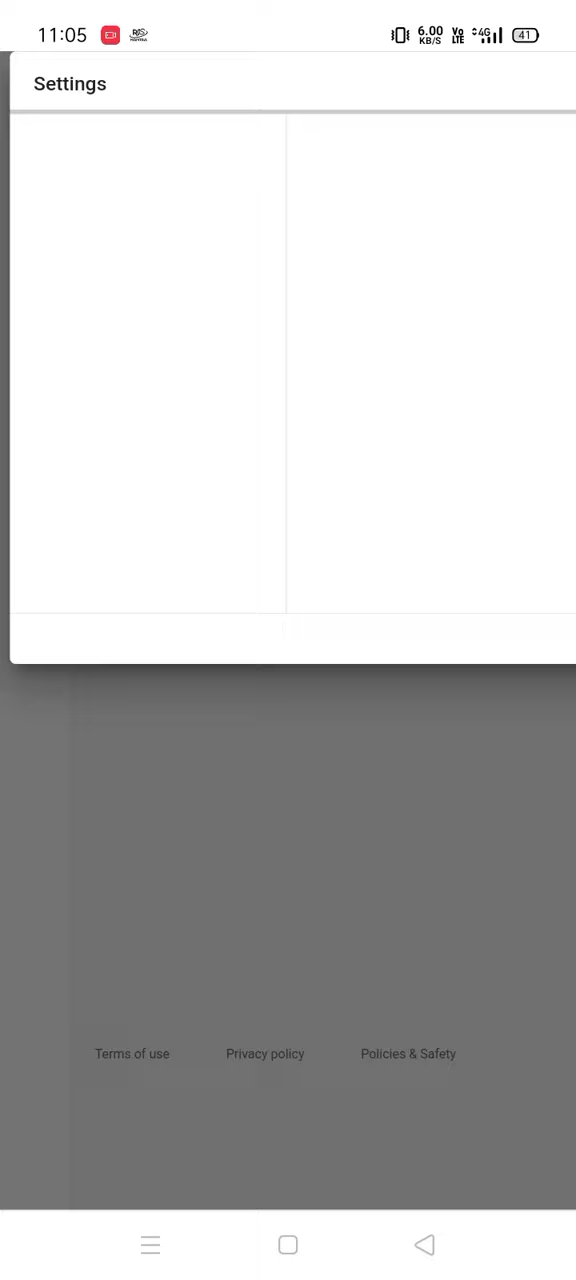 11:05
6.00
KB/S
Vo
LTE
4G
41
Settings
Terms of use
Privacy policy
Policies & Safety